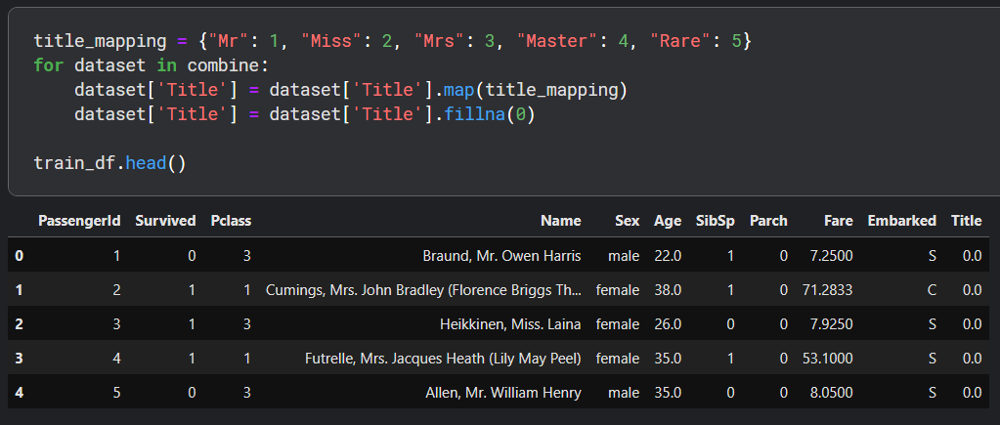 title_mapping = {"Mr": 1, "Miss": 2, "Mrs": 3, "Master": 4, "Rare": 5}
for dataset in combine:
    dataset['Title'] = dataset['Title'].map(title_mapping)
    dataset['Title'] = dataset['Title'].fillna(0)
train_df.head()
PassengerId Survived Pclass Name Sex Age SibSp Parch Fare Embarked Title
0 1 0 3 Braund, Mr. Owen Harris male 22.0 1 0 7.2500 S 0.0
1 2 1 1 Cumings, Mrs. John Bradley (Florence Briggs Th... female 38.0 1 0 71.2833 C 0.0
2 3 1 3 Heikkinen, Miss. Laina female 26.0 0 0 7.9250 S 0.0
3 4 1 1 Futrelle, Mrs. Jacques Heath (Lily May Peel) female 35.0 1 0 53.1000 S 0.0
4 5 0 3 Allen, Mr. William Henry male 35.0 0 0 8.0500 S 0.0